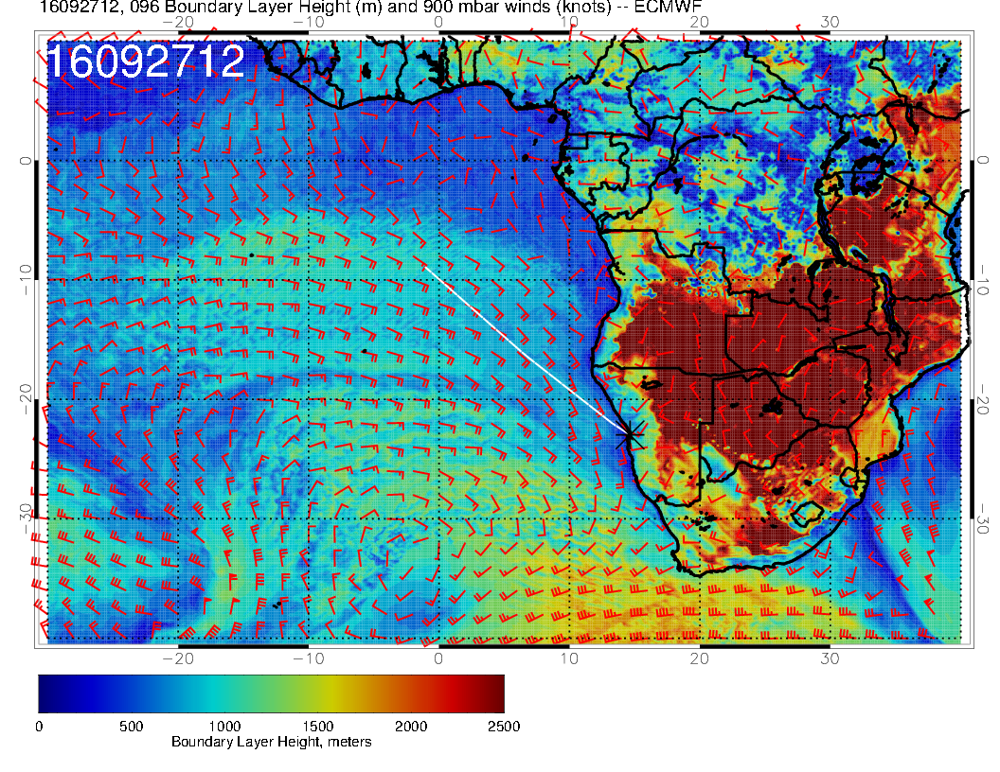 16092712, 096 Boundary Layer Height (m) and 900 mbar winds (knots) -- ECMWF
−20 −10 0 10 20 30
16092712
0 0
−10 −10
−20 −20
−30 −30
−20 −10 0 10 20 30
0 500 1000 1500 2000 2500
Boundary Layer Height, meters